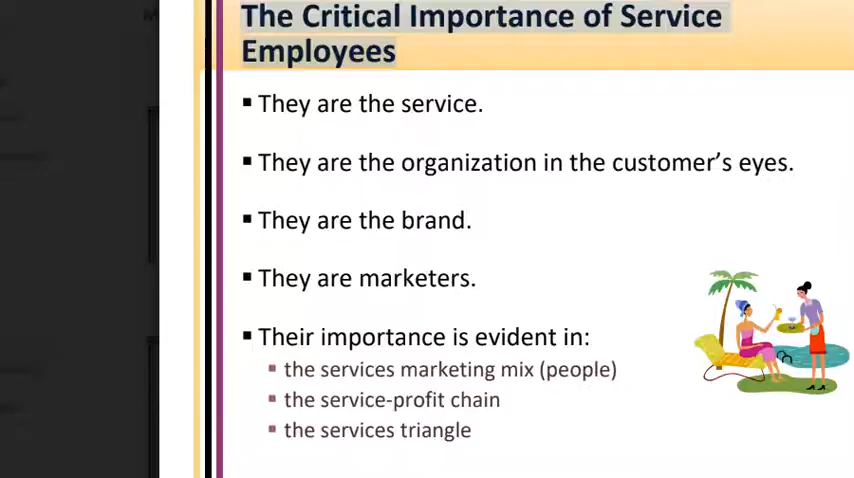 The Critical Importance of Service
Employees
▪ They are the service.
▪ They are the organization in the customer’s eyes.
▪ They are the brand.
▪ They are marketers.
▪ Their importance is evident in:
▪ the services marketing mix (people)
▪ the service-profit chain
▪ the services triangle